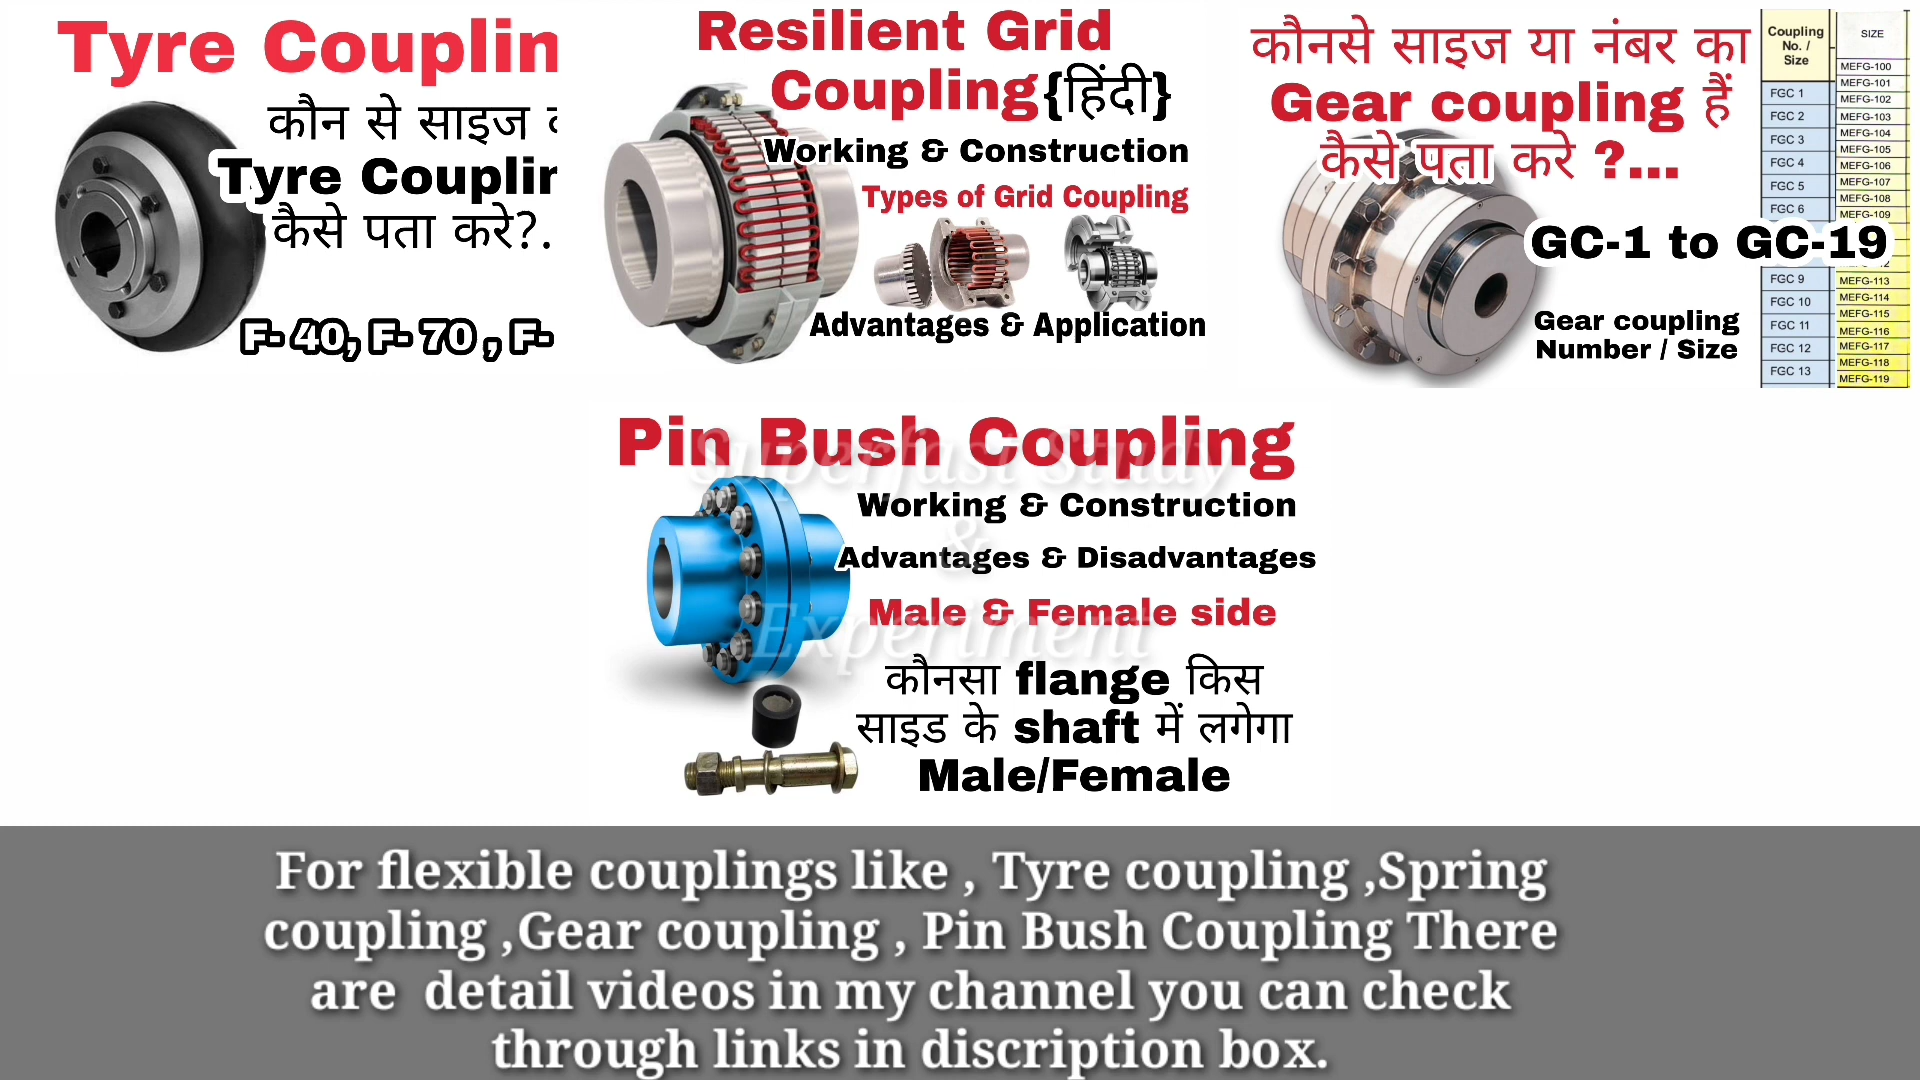 Tyre Couplin
कौन से साइज
Tyre Couplin
कैसे पता करे?.
F-40, F-70 , F-
Resilient Grid
Coupling{हिंदी}
Working & Construction
Types of Grid Coupling
Advantages & Application
कौनसे साइज या नंबर का
Gear coupling हैं
कैसे पता करे ?...
GC-1 to GC-19
Gear coupling
Number / Size
Coupling
No. /
Size
FGC 1
FGC 2
FGC 3
FGC 4
FGC 5
FGC 6
FGC 9
FGC 10
FGC 11
FGC 12
FGC 13
SIZE
MEFG-100
MEFG-101
MEFG-102
MEFG-103
MEFG-104
MEFG-105
MEFG-106
MEFG-107
MEFG-108
MEFG-109
MEFG-113
MEFG-114
MEFG-115
MEFG-116
MEFG-117
MEFG-118
MEFG-119
Pin Bush Coupling
Working & Construction
Advantages & Disadvantages
Male & Female side
कौनसा flange किस
साइड के shaft में लगेगा
Male/Female
Superfast Study
&
Experiment
For flexible couplings like , Tyre coupling ,Spring
coupling ,Gear coupling , Pin Bush Coupling There
are detail videos in my channel you can check
through links in discription box.